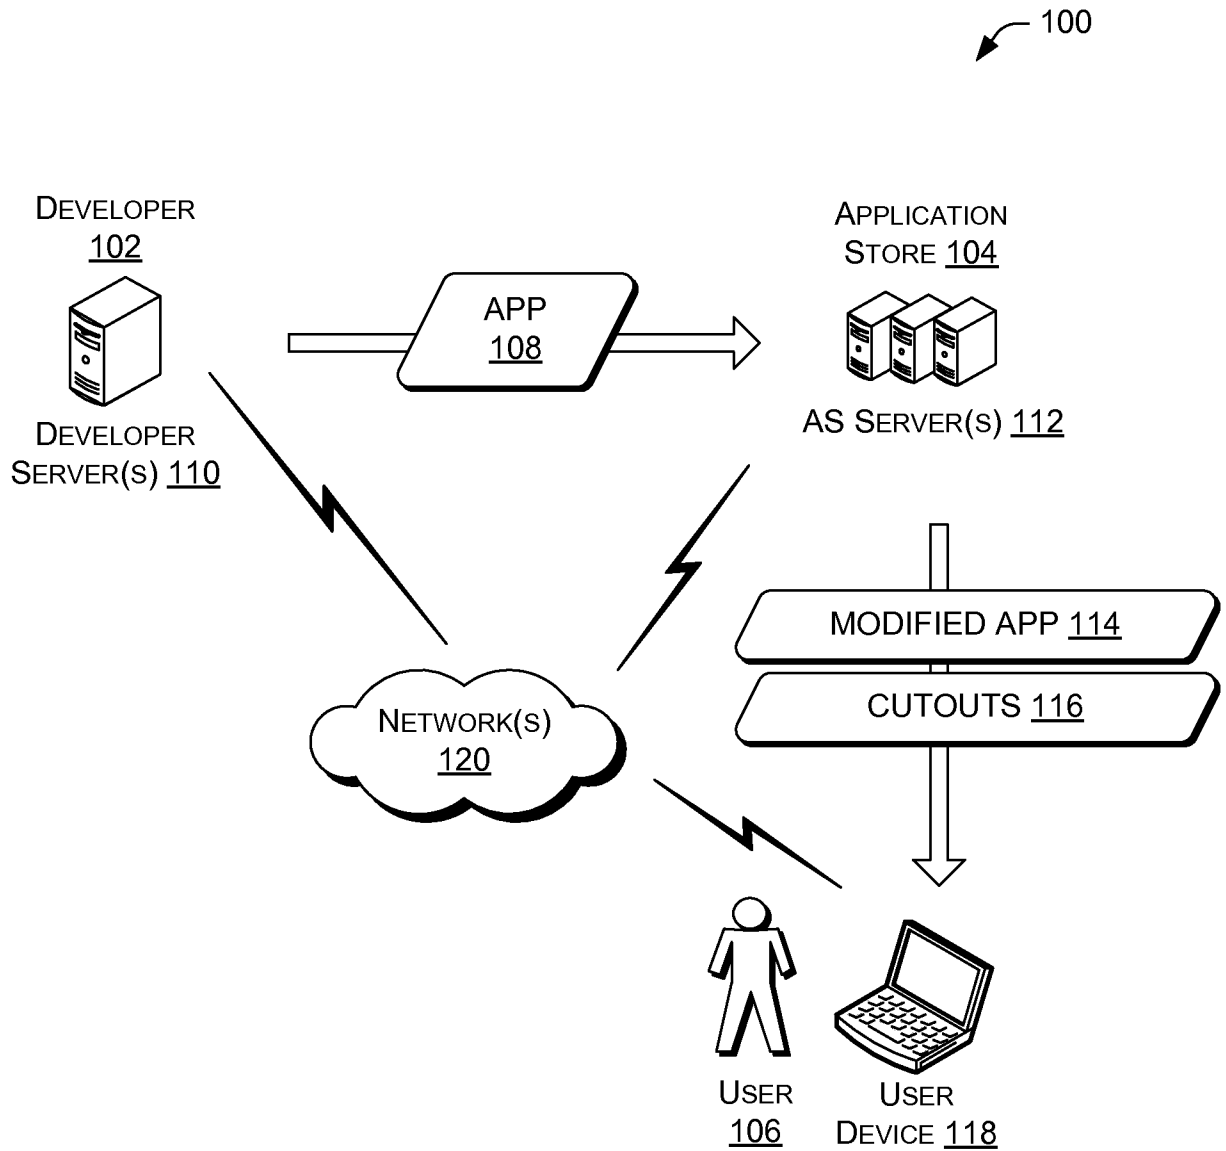 100
DEVELOPER
102
APPLICATION
STORE 104
APP
108
DEVELOPER
SERVER(S) 110
AS SERVER(S) 112
MODIFIED APP 114
CUTOUTS 116
NETWORK(S)
120
USER
106
USER
DEVICE 118